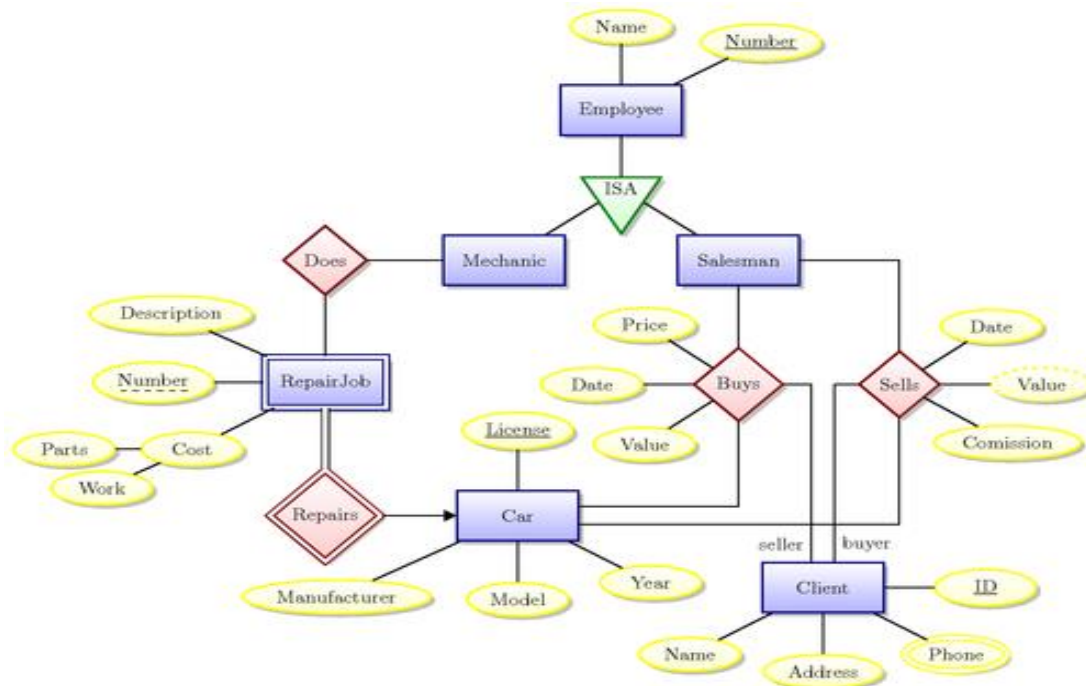 Name
Number
Employee
ISA
Does
Mechanic
Salesman
Description
Price
Date
Number
RepairJob
Date
Buys
Sells
Value
Parts
Cost
License
Value
Comission
Work
Repairs
Car
seller
buyer
Manufacturer
Model
Year
Client
ID
Name
Address
Phone